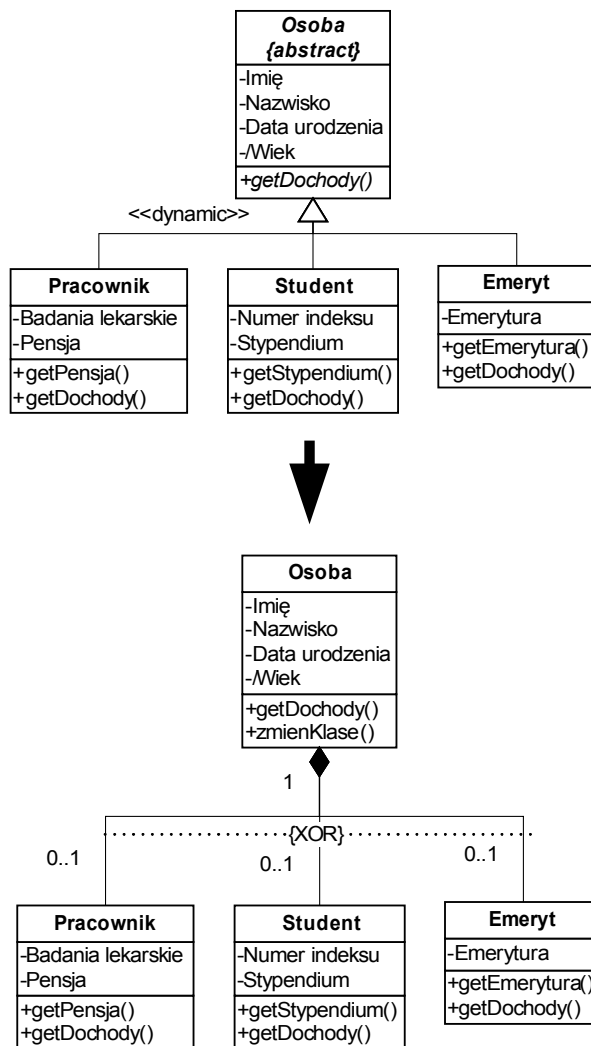 Osoba
{abstract}
-Imię
-Nazwisko
-Data urodzenia
-/Wiek
+getDochody()
<<dynamic>>
Pracownik
-Badania lekarskie
-Pensja
+getPensja()
+getDochody()
Student
-Numer indeksu
-Stypendium
+getStypendium()
+getDochody()
Emeryt
-Emerytura
+getEmerytura()
+getDochody()
Osoba
-Imię
-Nazwisko
-Data urodzenia
-/Wiek
+getDochody()
+zmienKlase()
1
{XOR}
0..1
0..1
0..1
Pracownik
-Badania lekarskie
-Pensja
+getPensja()
+getDochody()
Student
-Numer indeksu
-Stypendium
+getStypendium()
+getDochody()
Emeryt
-Emerytura
+getEmerytura()
+getDochody()